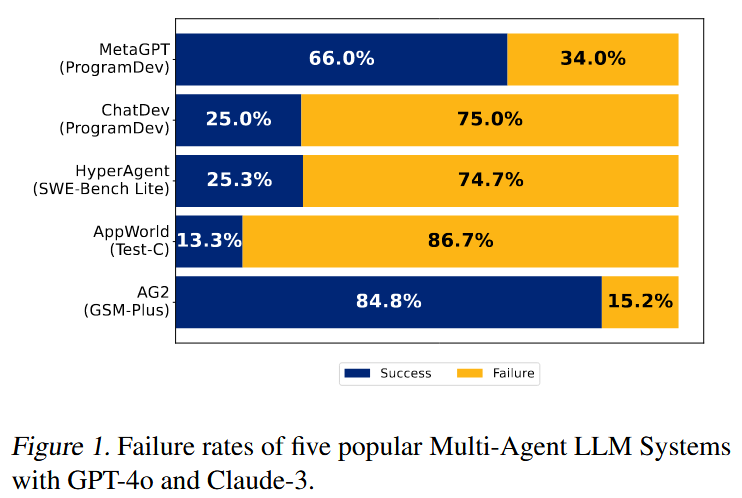 MetaGPT
(ProgramDev)
66.0%
34.0%
ChatDev
(ProgramDev)
25.0%
75.0%
HyperAgent
(SWE-Bench Lite)
25.3%
74.7%
AppWorld
(Test-C)
13.3%
86.7%
AG2
(GSM-Plus)
84.8%
15.2%
Success
Failure
Figure 1. Failure rates of five popular Multi-Agent LLM Systems
with GPT-4o and Claude-3.